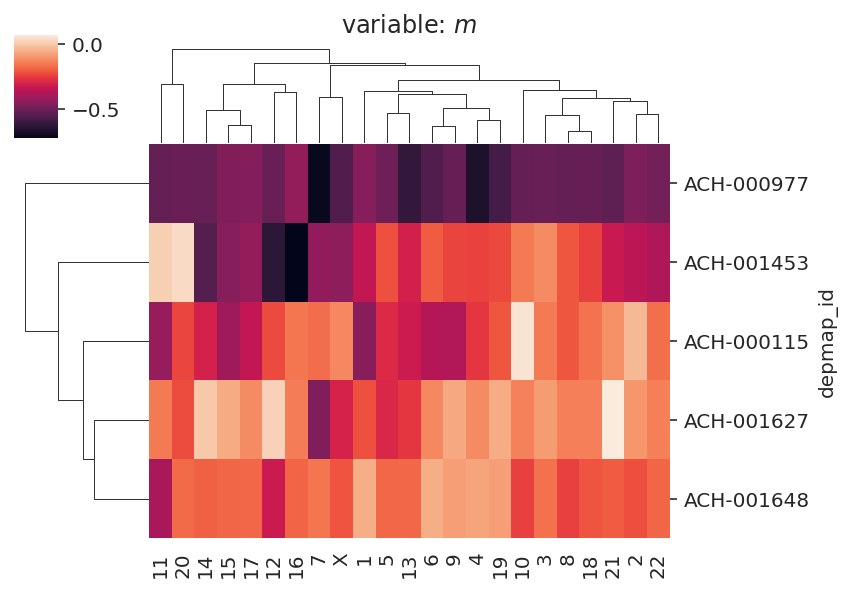 variable: m
0.0
−0.5
ACH-000977
ACH-001453
ACH-000115
ACH-001627
ACH-001648
depmap_id
11 20 14 15 17 12 16 7 X 1 5 13 6 9 4 19 10 3 8 18 21 2 22